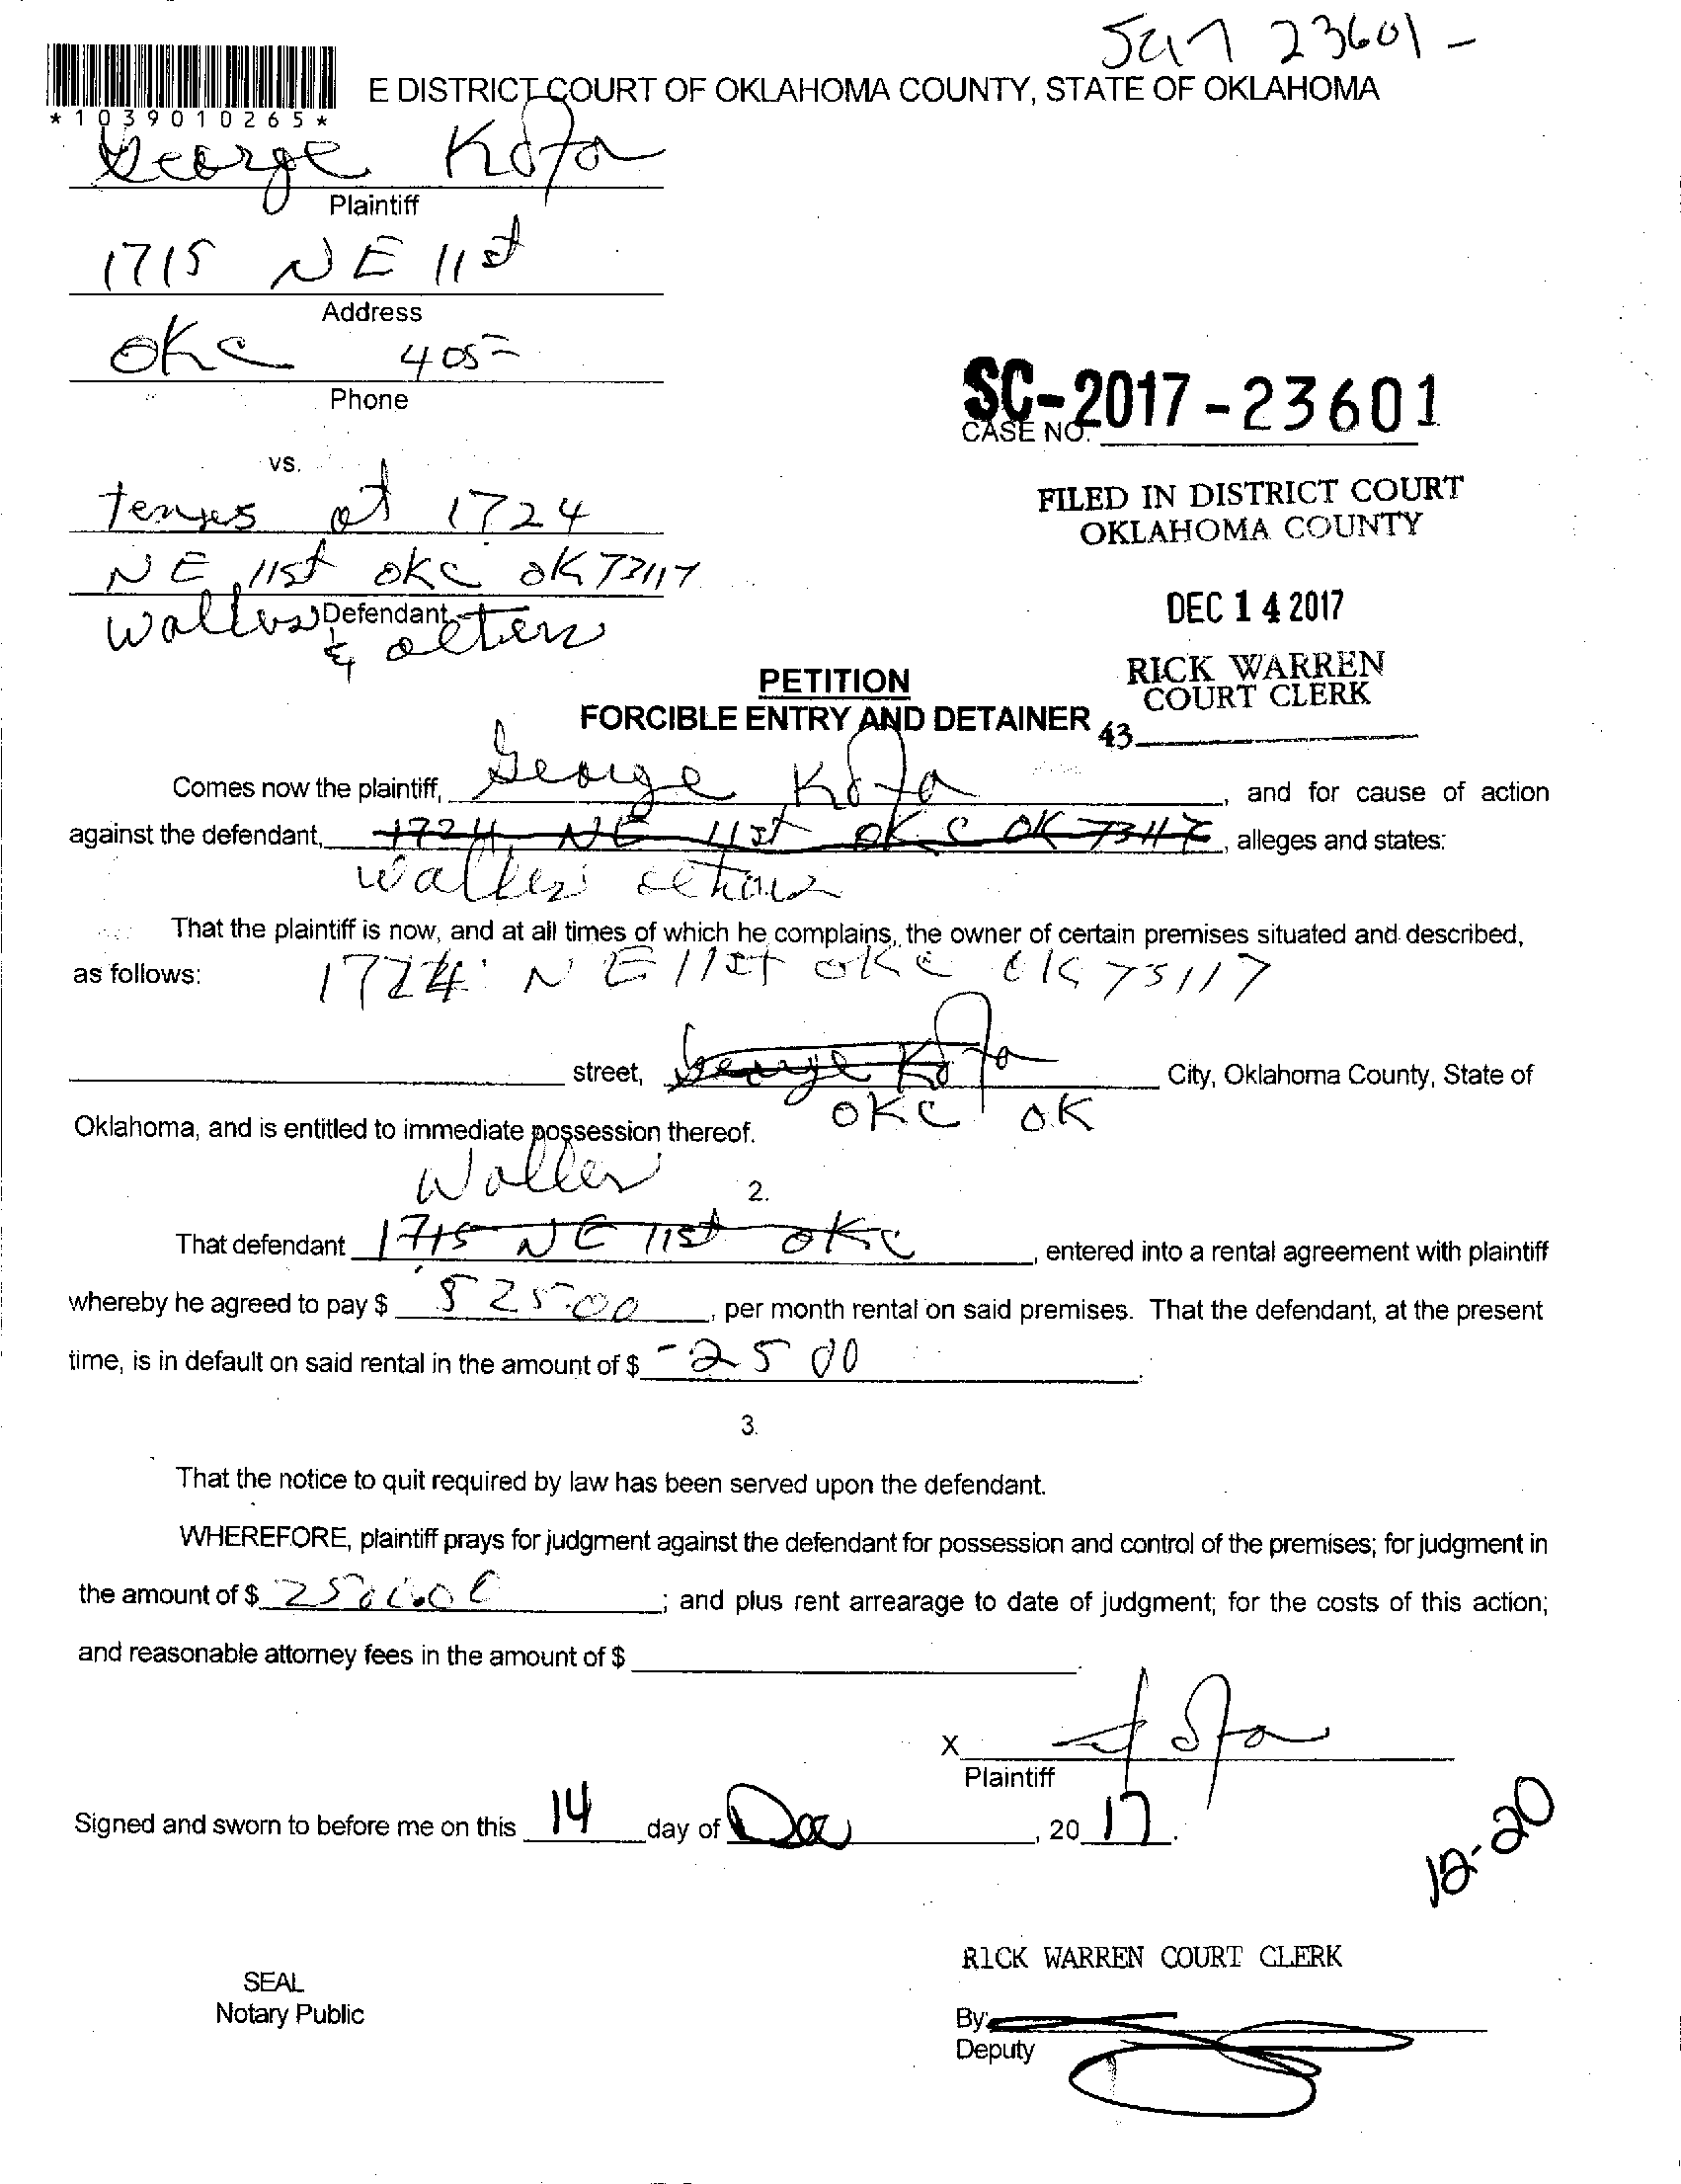 23601-
E DISTRICT COURT OF OKLAHOMA COUNTY, STATE OF OKLAHOMA
*1039010265*
George Kofa
Plaintiff
1715 NE 11st
Address
OKC 405-
Phone
SC-2017-23601
CASE NO.
vs.
at 1724
NE 11st OKC OK 73117
Defendant
Waller &
FILED IN DISTRICT COURT
OKLAHOMA COUNTY
DEC 14 2017
RICK WARREN
COURT CLERK
43
PETITION
FORCIBLE ENTRY AND DETAINER
Comes now the plaintiff, George Kofa, and for cause of action
against the defendant, 1724 NE 11st OKC OK 73117, alleges and states:
Waller
That the plaintiff is now, and at all times of which he complains, the owner of certain premises situated and described,
as follows: 1724 NE 11st OKC OK 73117
street, George Kofa City, Oklahoma County, State of
OKC OK
Oklahoma, and is entitled to immediate possession thereof.
Waller
2.
That defendant 1715 NE 11st OKC, entered into a rental agreement with plaintiff
whereby he agreed to pay $ 525.00, per month rental on said premises. That the defendant, at the present
time, is in default on said rental in the amount of $ -2500.
3.
That the notice to quit required by law has been served upon the defendant.
WHEREFORE, plaintiff prays for judgment against the defendant for possession and control of the premises; for judgment in
the amount of $ 2500.00; and plus rent arrearage to date of judgment; for the costs of this action;
and reasonable attorney fees in the amount of $
X
Plaintiff
Signed and sworn to before me on this 14 day of Dec, 2017.
12-20
RICK WARREN COURT CLERK
SEAL
Notary Public
By
Deputy